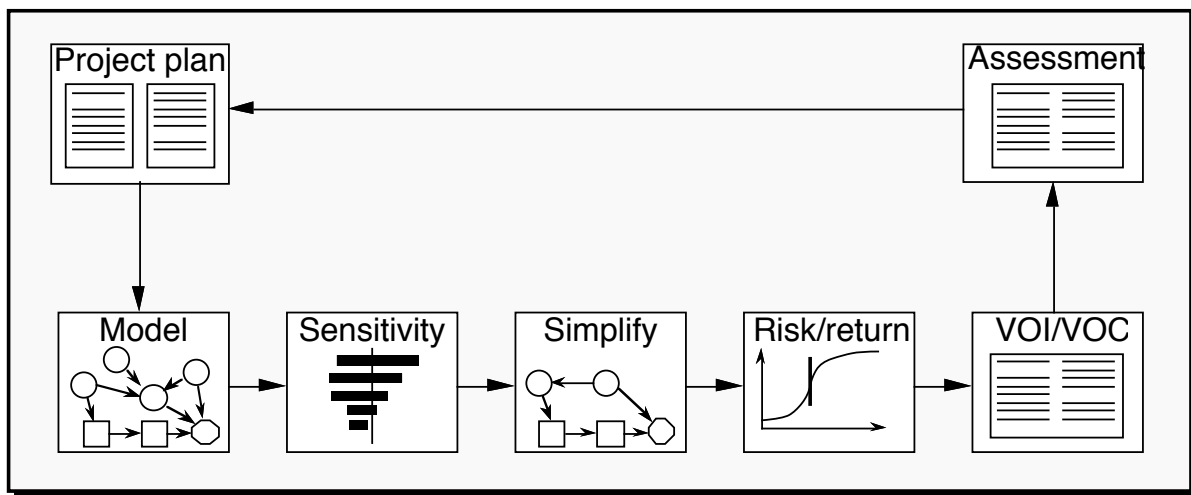 Project plan
Assessment
Model
Sensitivity
Simplify
Risk/return
VOI/VOC